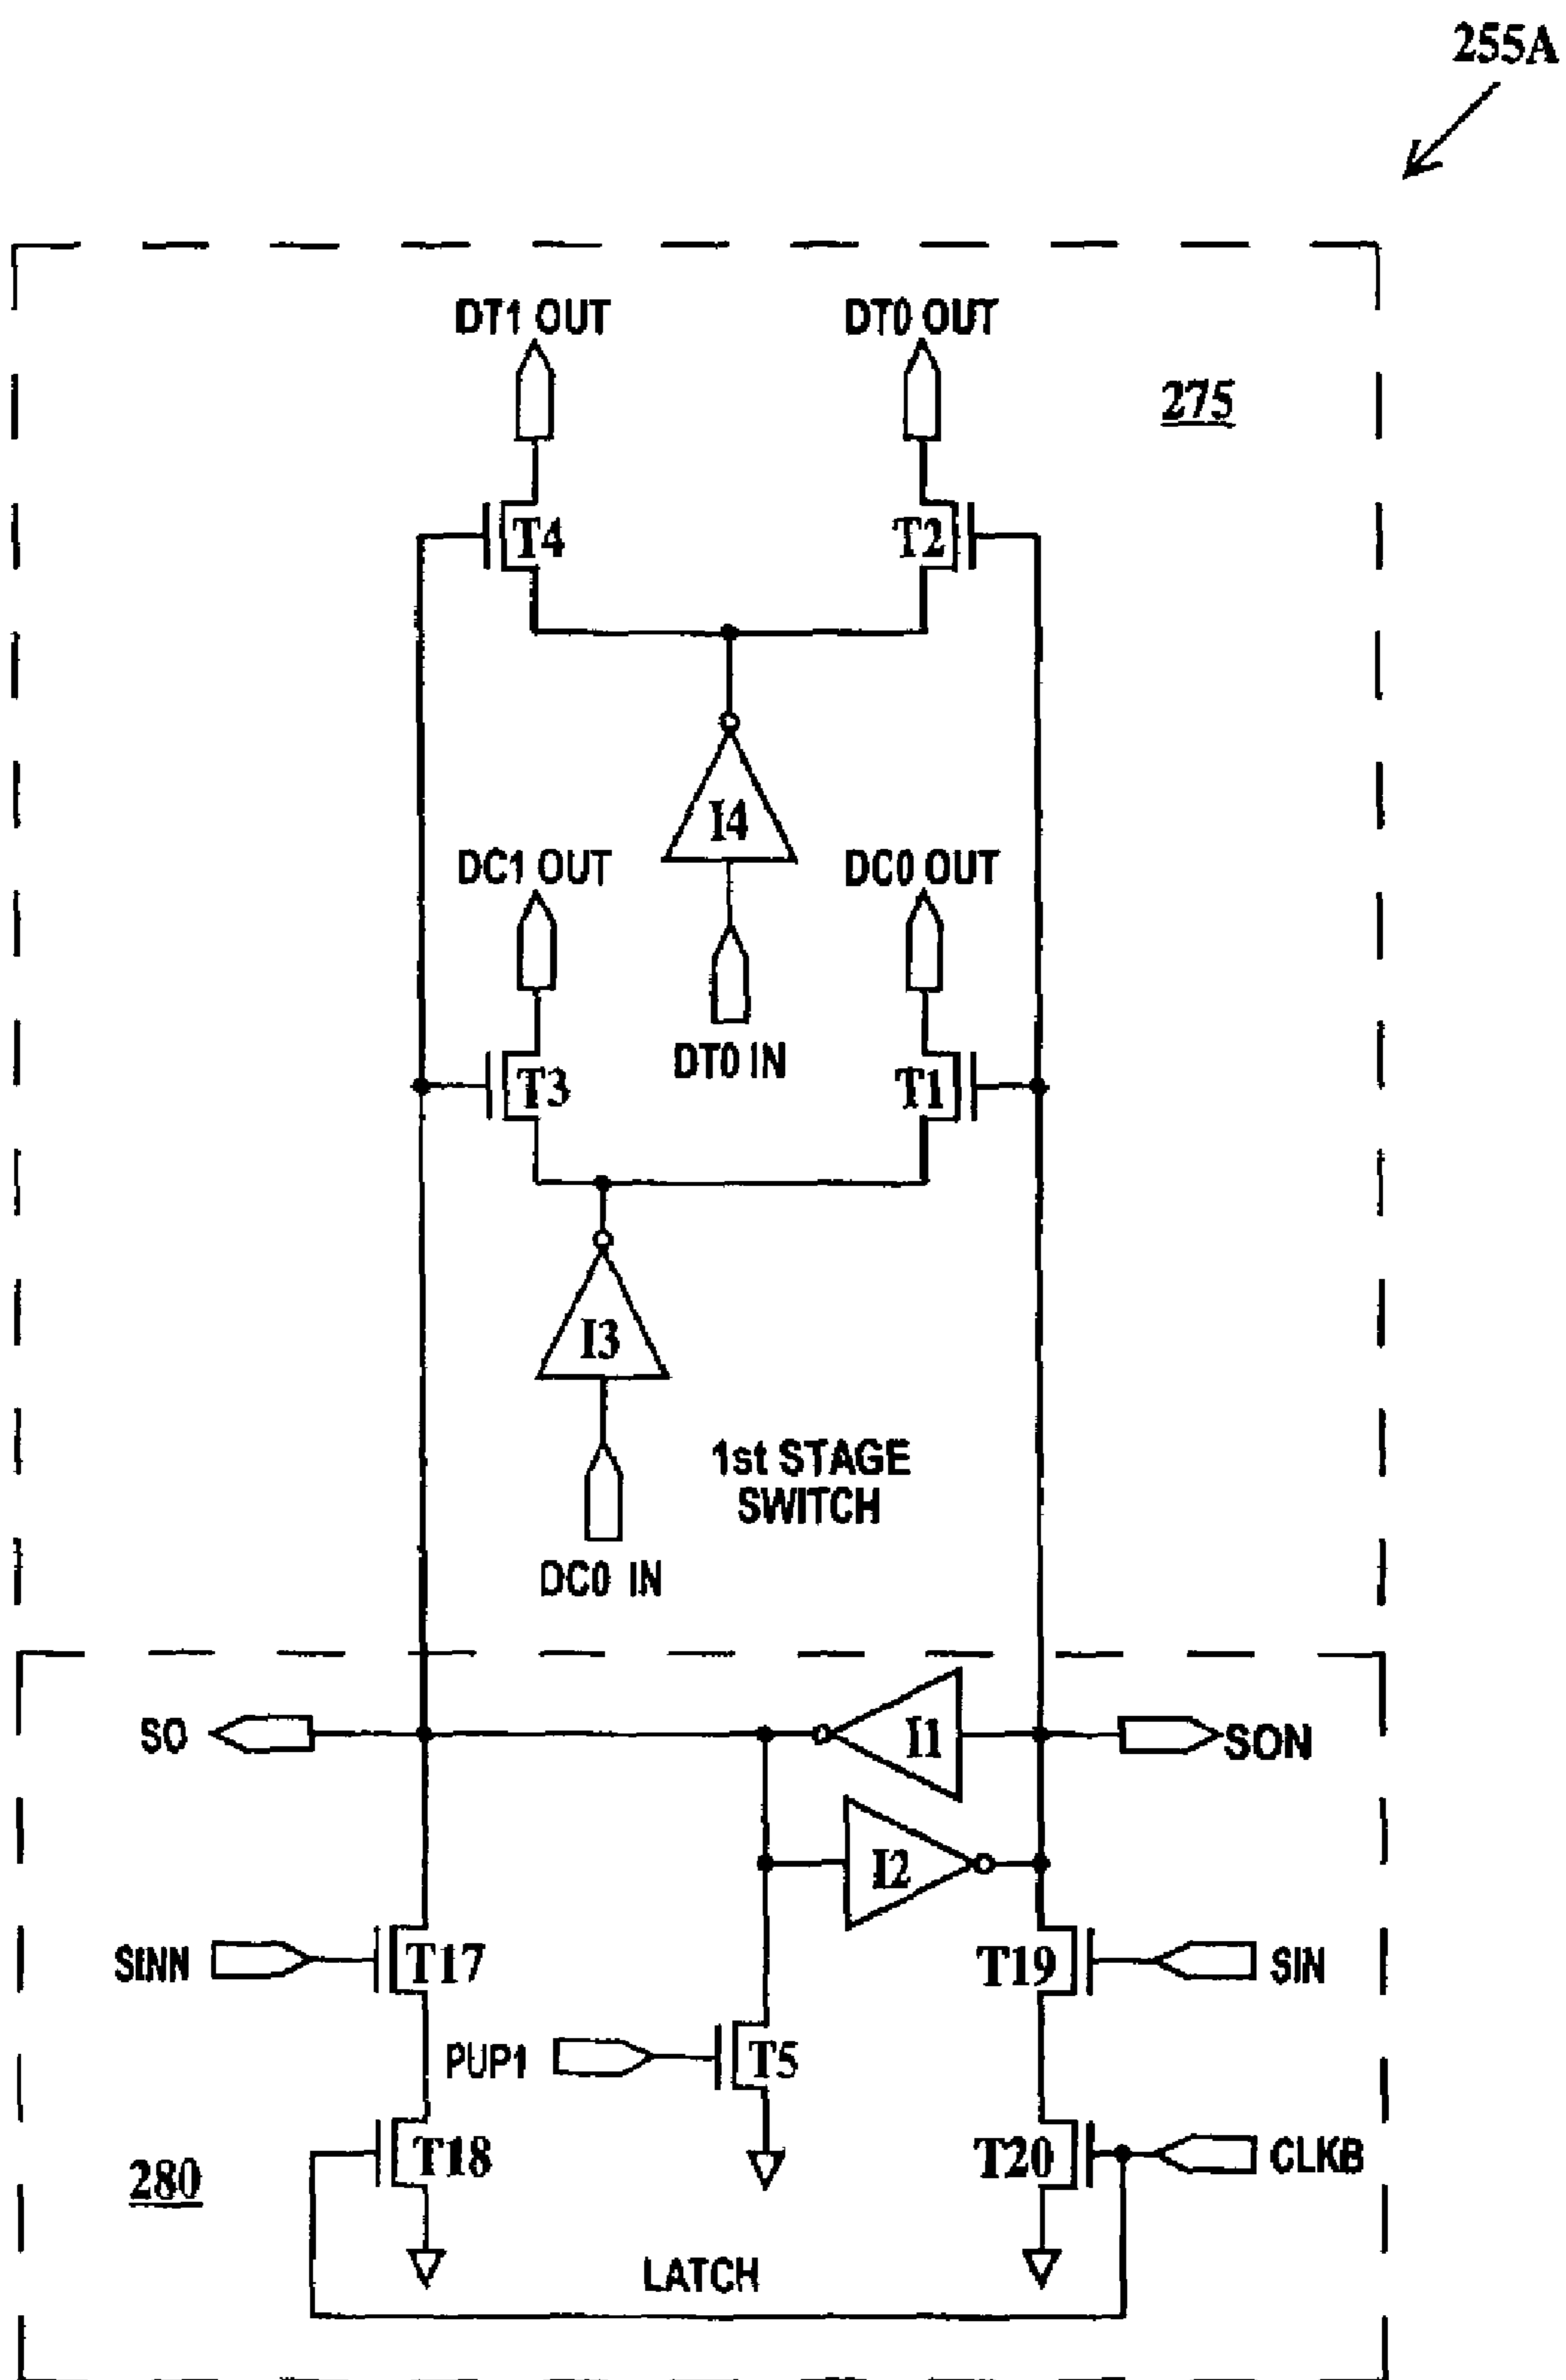 255A
DT1 OUT
DT0 OUT
275
T4
T2
I4
DC1 OUT
DC0 OUT
DT0 IN
T3
T1
I3
1st STAGE
SWITCH
DC0 IN
SO
I1
SON
I2
SINN
T17
T19
SIN
PUP1
T5
T18
T20
CLKB
280
LATCH